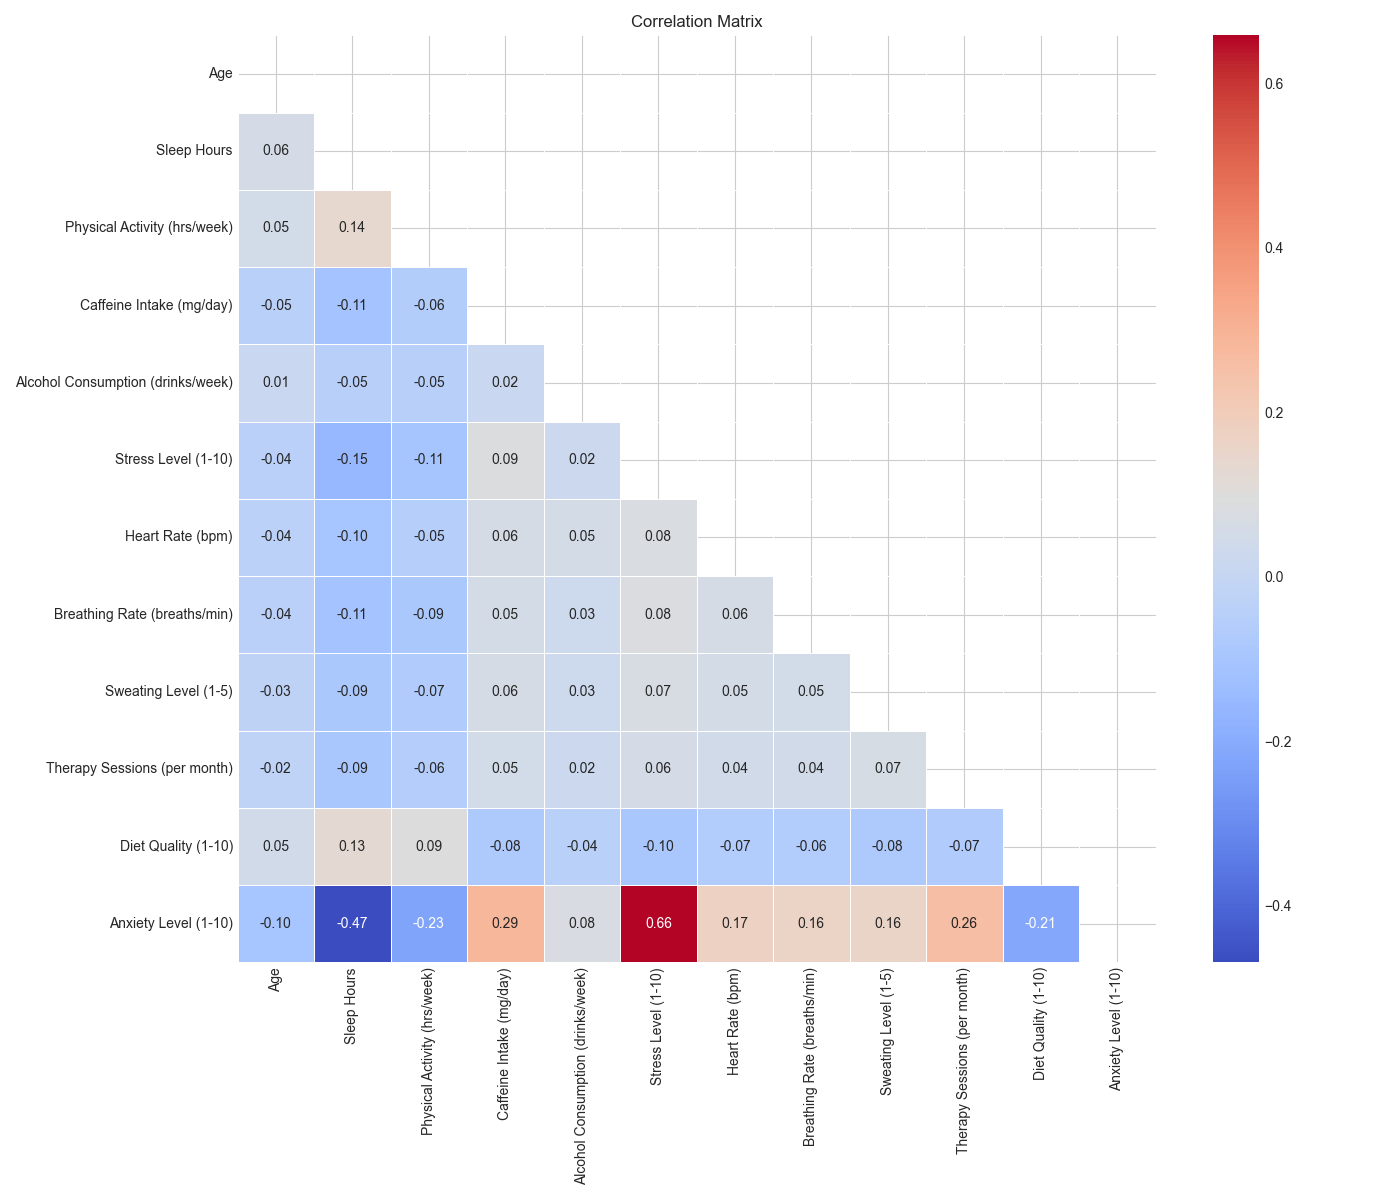 Correlation Matrix
Age
Sleep Hours
0.06
Physical Activity (hrs/week)
0.05 0.14
Caffeine Intake (mg/day)
-0.05 -0.11 -0.06
Alcohol Consumption (drinks/week)
0.01 -0.05 -0.05 0.02
Stress Level (1-10)
-0.04 -0.15 -0.11 0.09 0.02
Heart Rate (bpm)
-0.04 -0.10 -0.05 0.06 0.05 0.08
Breathing Rate (breaths/min)
-0.04 -0.11 -0.09 0.05 0.03 0.08 0.06
Sweating Level (1-5)
-0.03 -0.09 -0.07 0.06 0.03 0.07 0.05 0.05
Therapy Sessions (per month)
-0.02 -0.09 -0.06 0.05 0.02 0.06 0.04 0.04 0.07
Diet Quality (1-10)
0.05 0.13 0.09 -0.08 -0.04 -0.10 -0.07 -0.06 -0.08 -0.07
Anxiety Level (1-10)
-0.10 -0.47 -0.23 0.29 0.08 0.66 0.17 0.16 0.16 0.26 -0.21
Age
Sleep Hours
Physical Activity (hrs/week)
Caffeine Intake (mg/day)
Alcohol Consumption (drinks/week)
Stress Level (1-10)
Heart Rate (bpm)
Breathing Rate (breaths/min)
Sweating Level (1-5)
Therapy Sessions (per month)
Diet Quality (1-10)
Anxiety Level (1-10)
0.6
0.4
0.2
0.0
−0.2
−0.4